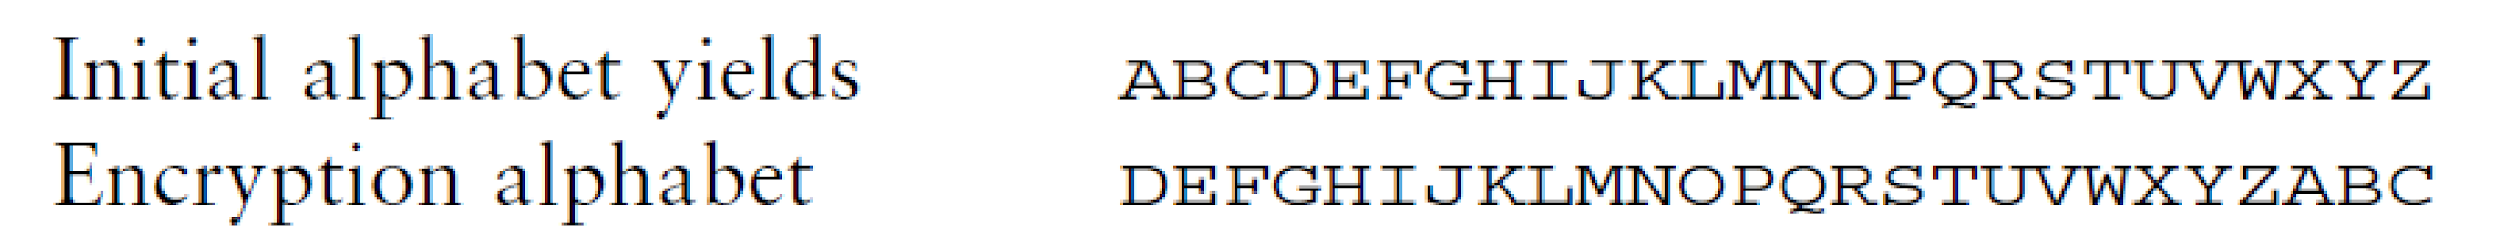 Initial alphabet yields ABCDEFGHIJKLMNOPQRSTUVWXYZ
Encryption alphabet DEFGHIJKLMNOPQRSTUVWXYZABC